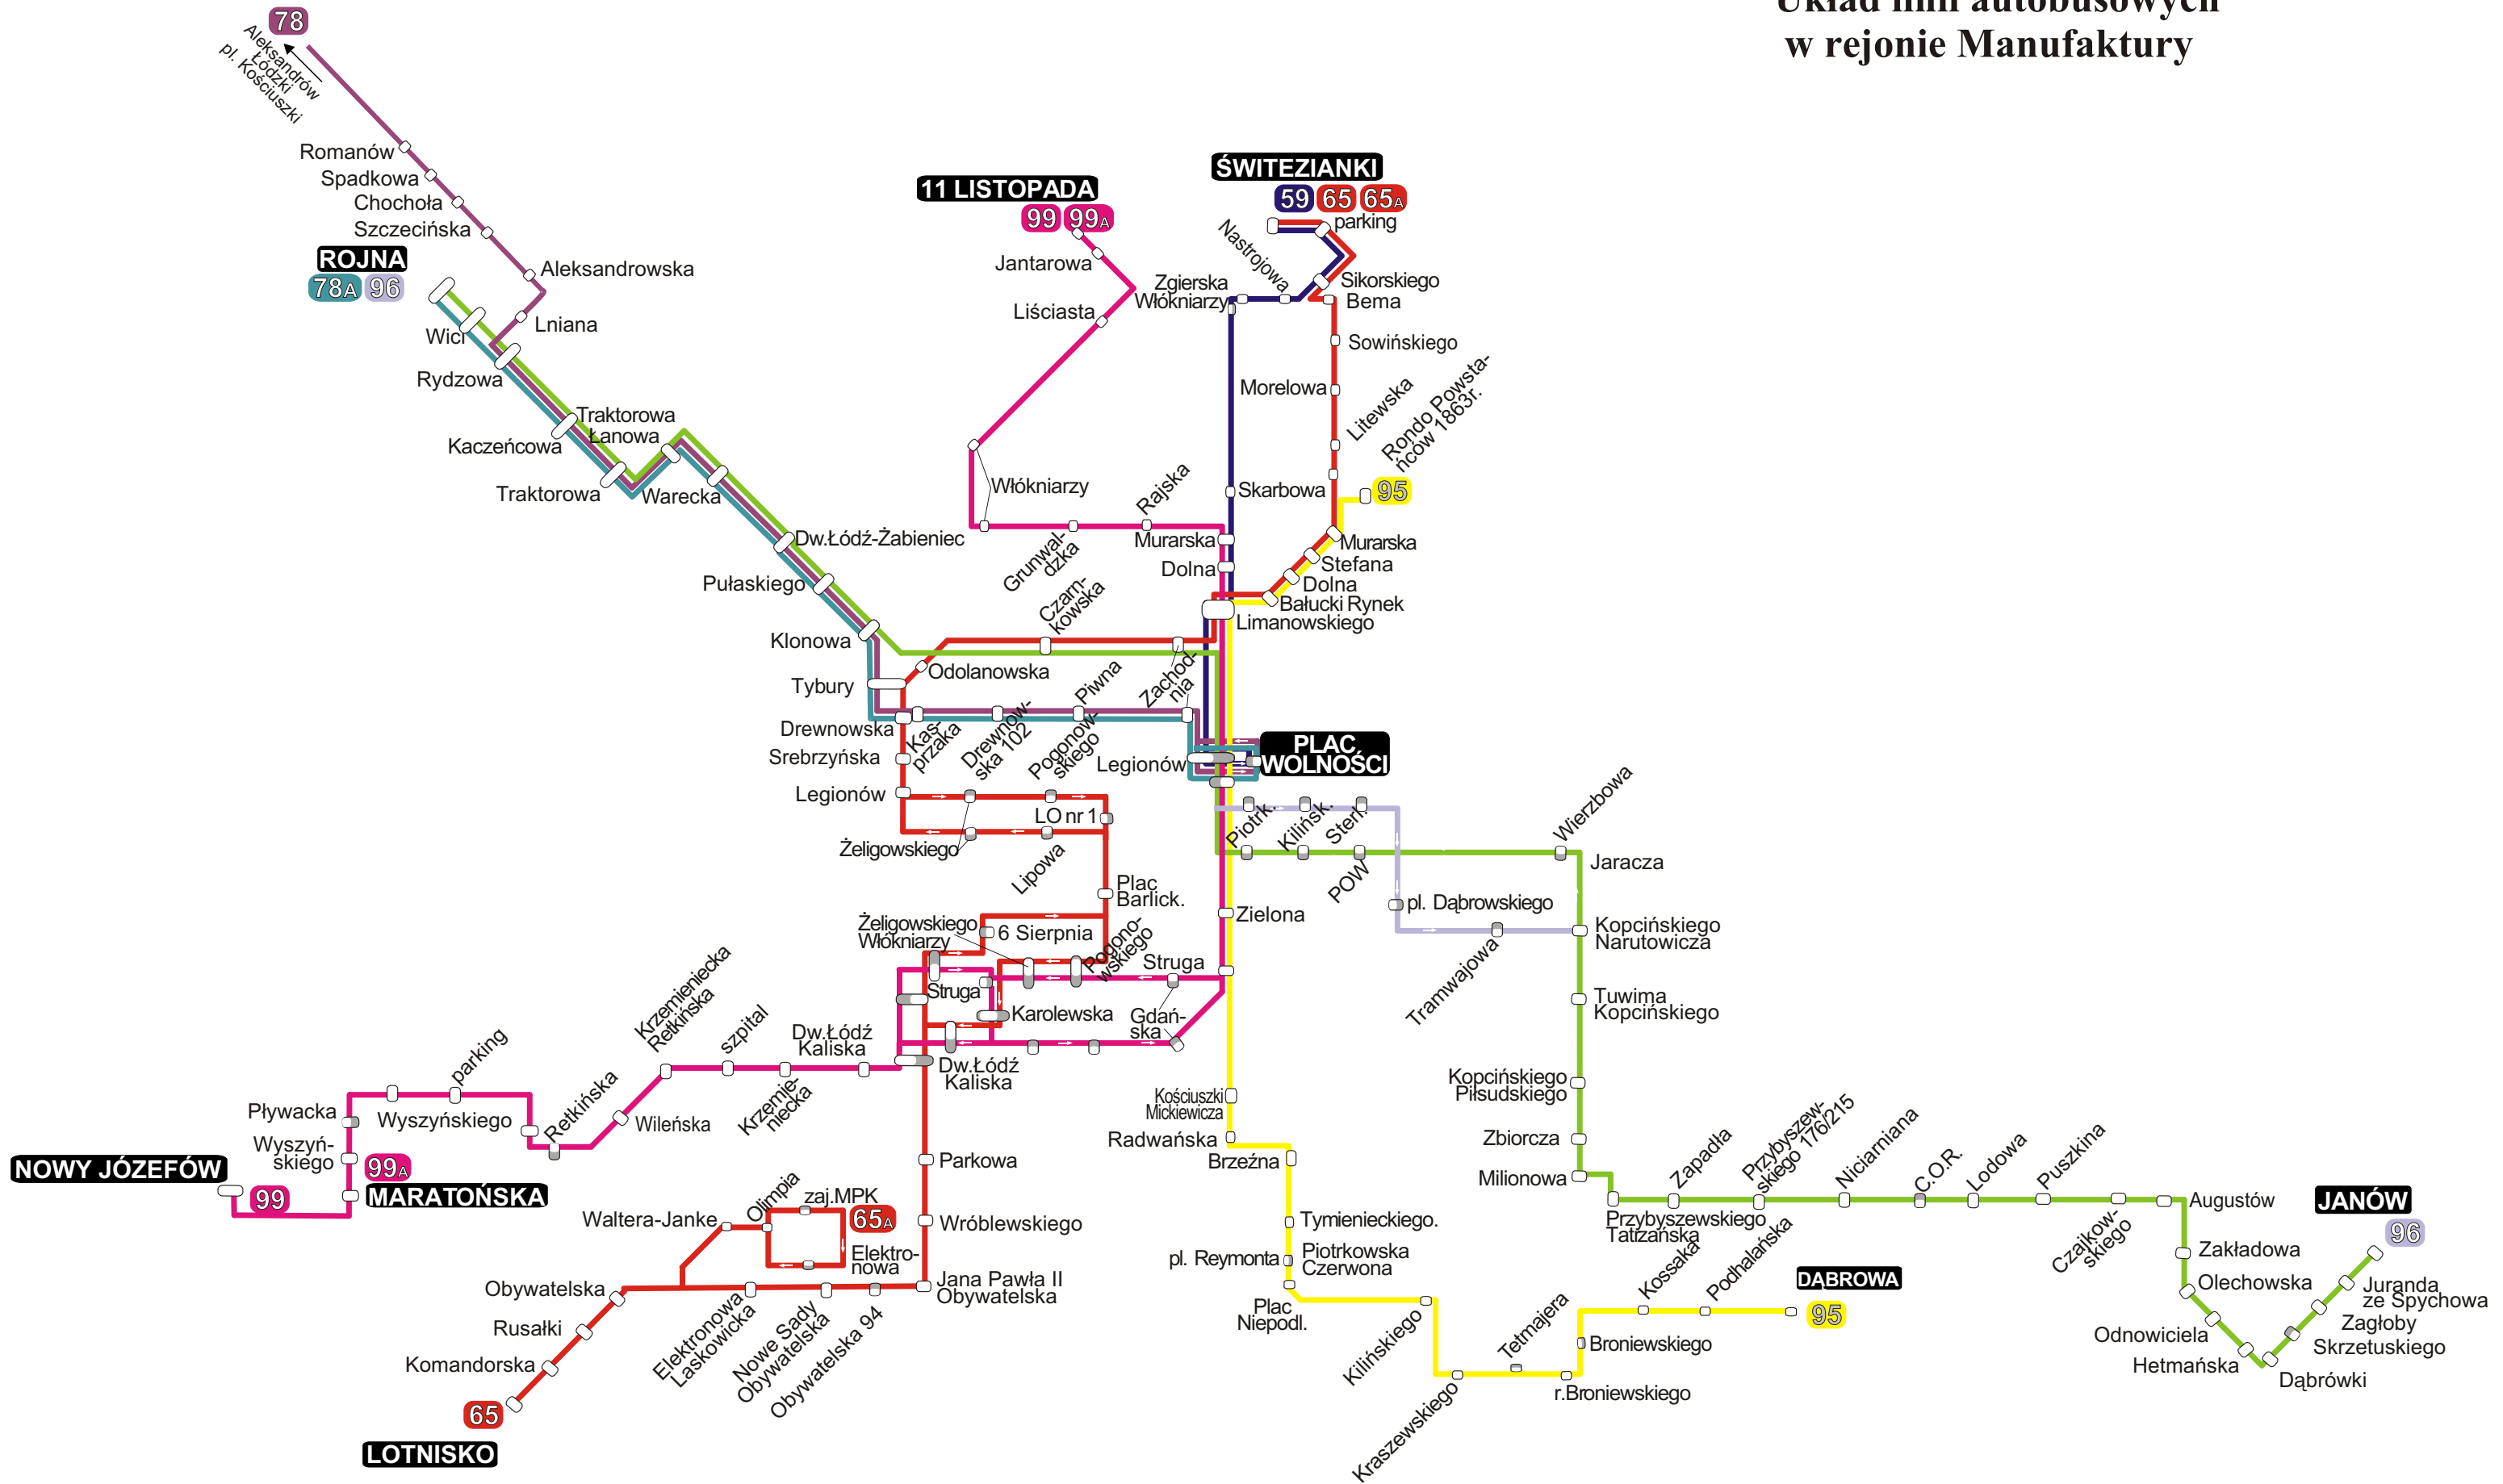 Układ linii autobusowych
w rejonie Manufaktury
78
Aleksandrów
Łódzki
pl. Kościuszki
Romanów
Spadkowa
Chochoła
Szczecińska
ROJNA
78A 96
Aleksandrowska
Lniana
Wici
Rydzowa
Traktorowa
Łanowa
Kaczeńcowa
Traktorowa
Warecka
Dw.Łódź-Żabieniec
Pułaskiego
Klonowa
Tybury
Drewnowska
Srebrzyńska
Legionów
11 LISTOPADA
99 99A
Jantarowa
Liściasta
Włókniarzy
Rajska
Grunwal-
dzka
Murarska
Dolna
Czarn-
kowska
Odolanowska
Piwna
Zachod-
nia
Kas-
przaka
Drewnow-
ska 102
Pogonow-
skiego
Legionów
ŚWITEZIANKI
59 65 65A
parking
Nastrojowa
Zgierska
Włókniarzy
Sikorskiego
Bema
Sowińskiego
Morelowa
Litewska
Rondo Powsta-
ńców 1863r.
95
Skarbowa
Murarska
Stefana
Dolna
Bałucki Rynek
Limanowskiego
PLAC
WOLNOŚCI
LO nr 1
Żeligowskiego
Lipowa
Plac
Barlick.
Żeligowskiego
Włókniarzy
6 Sierpnia
Pogono-
wskiego
Struga
Struga
Karolewska
Gdań-
ska
Zielona
Piotrk.
Kilińsk.
Sterl.
POW
Wierzbowa
Jaracza
pl. Dąbrowskiego
Tramwajowa
Kopcińskiego
Narutowicza
Tuwima
Kopcińskiego
Kopcińskiego
Piłsudskiego
Zbiorcza
Milionowa
Przybyszewskiego
Tatrzańska
Zapadła
Przybyszew-
skiego 176/215
Niciarniana
C.O.R.
Lodowa
Puszkina
Czajkow-
skiego
Augustów
Zakładowa
Olechowska
Odnowiciela
Hetmańska
Dąbrówki
Skrzetuskiego
Zagłoby
Juranda
ze Spychowa
JANÓW
96
Krzemieniecka
Retkińska
szpital
Dw.Łódź
Kaliska
Dw.Łódź
Kaliska
Krzemie-
niecka
Wileńska
Retkińska
parking
Wyszyńskiego
Pływacka
Wyszyń-
skiego
99A
MARATOŃSKA
NOWY JÓZEFÓW
99
Parkowa
Wróblewskiego
Jana Pawła II
Obywatelska
Waltera-Janke
Olimpia
zaj.MPK
65A
Elektro-
nowa
Obywatelska
Rusałki
Komandorska
65
LOTNISKO
Elektronowa
Laskowicka
Nowe Sady
Obywatelska
Obywatelska 94
Kościuszki
Mickiewicza
Radwańska
Brzeźna
Tymienieckiego.
pl. Reymonta
Piotrkowska
Czerwona
Plac
Niepodl.
Kilińskiego
Kraszewskiego
Tetmajera
r.Broniewskiego
Broniewskiego
Kossaka
Podhalańska
DĄBROWA
95